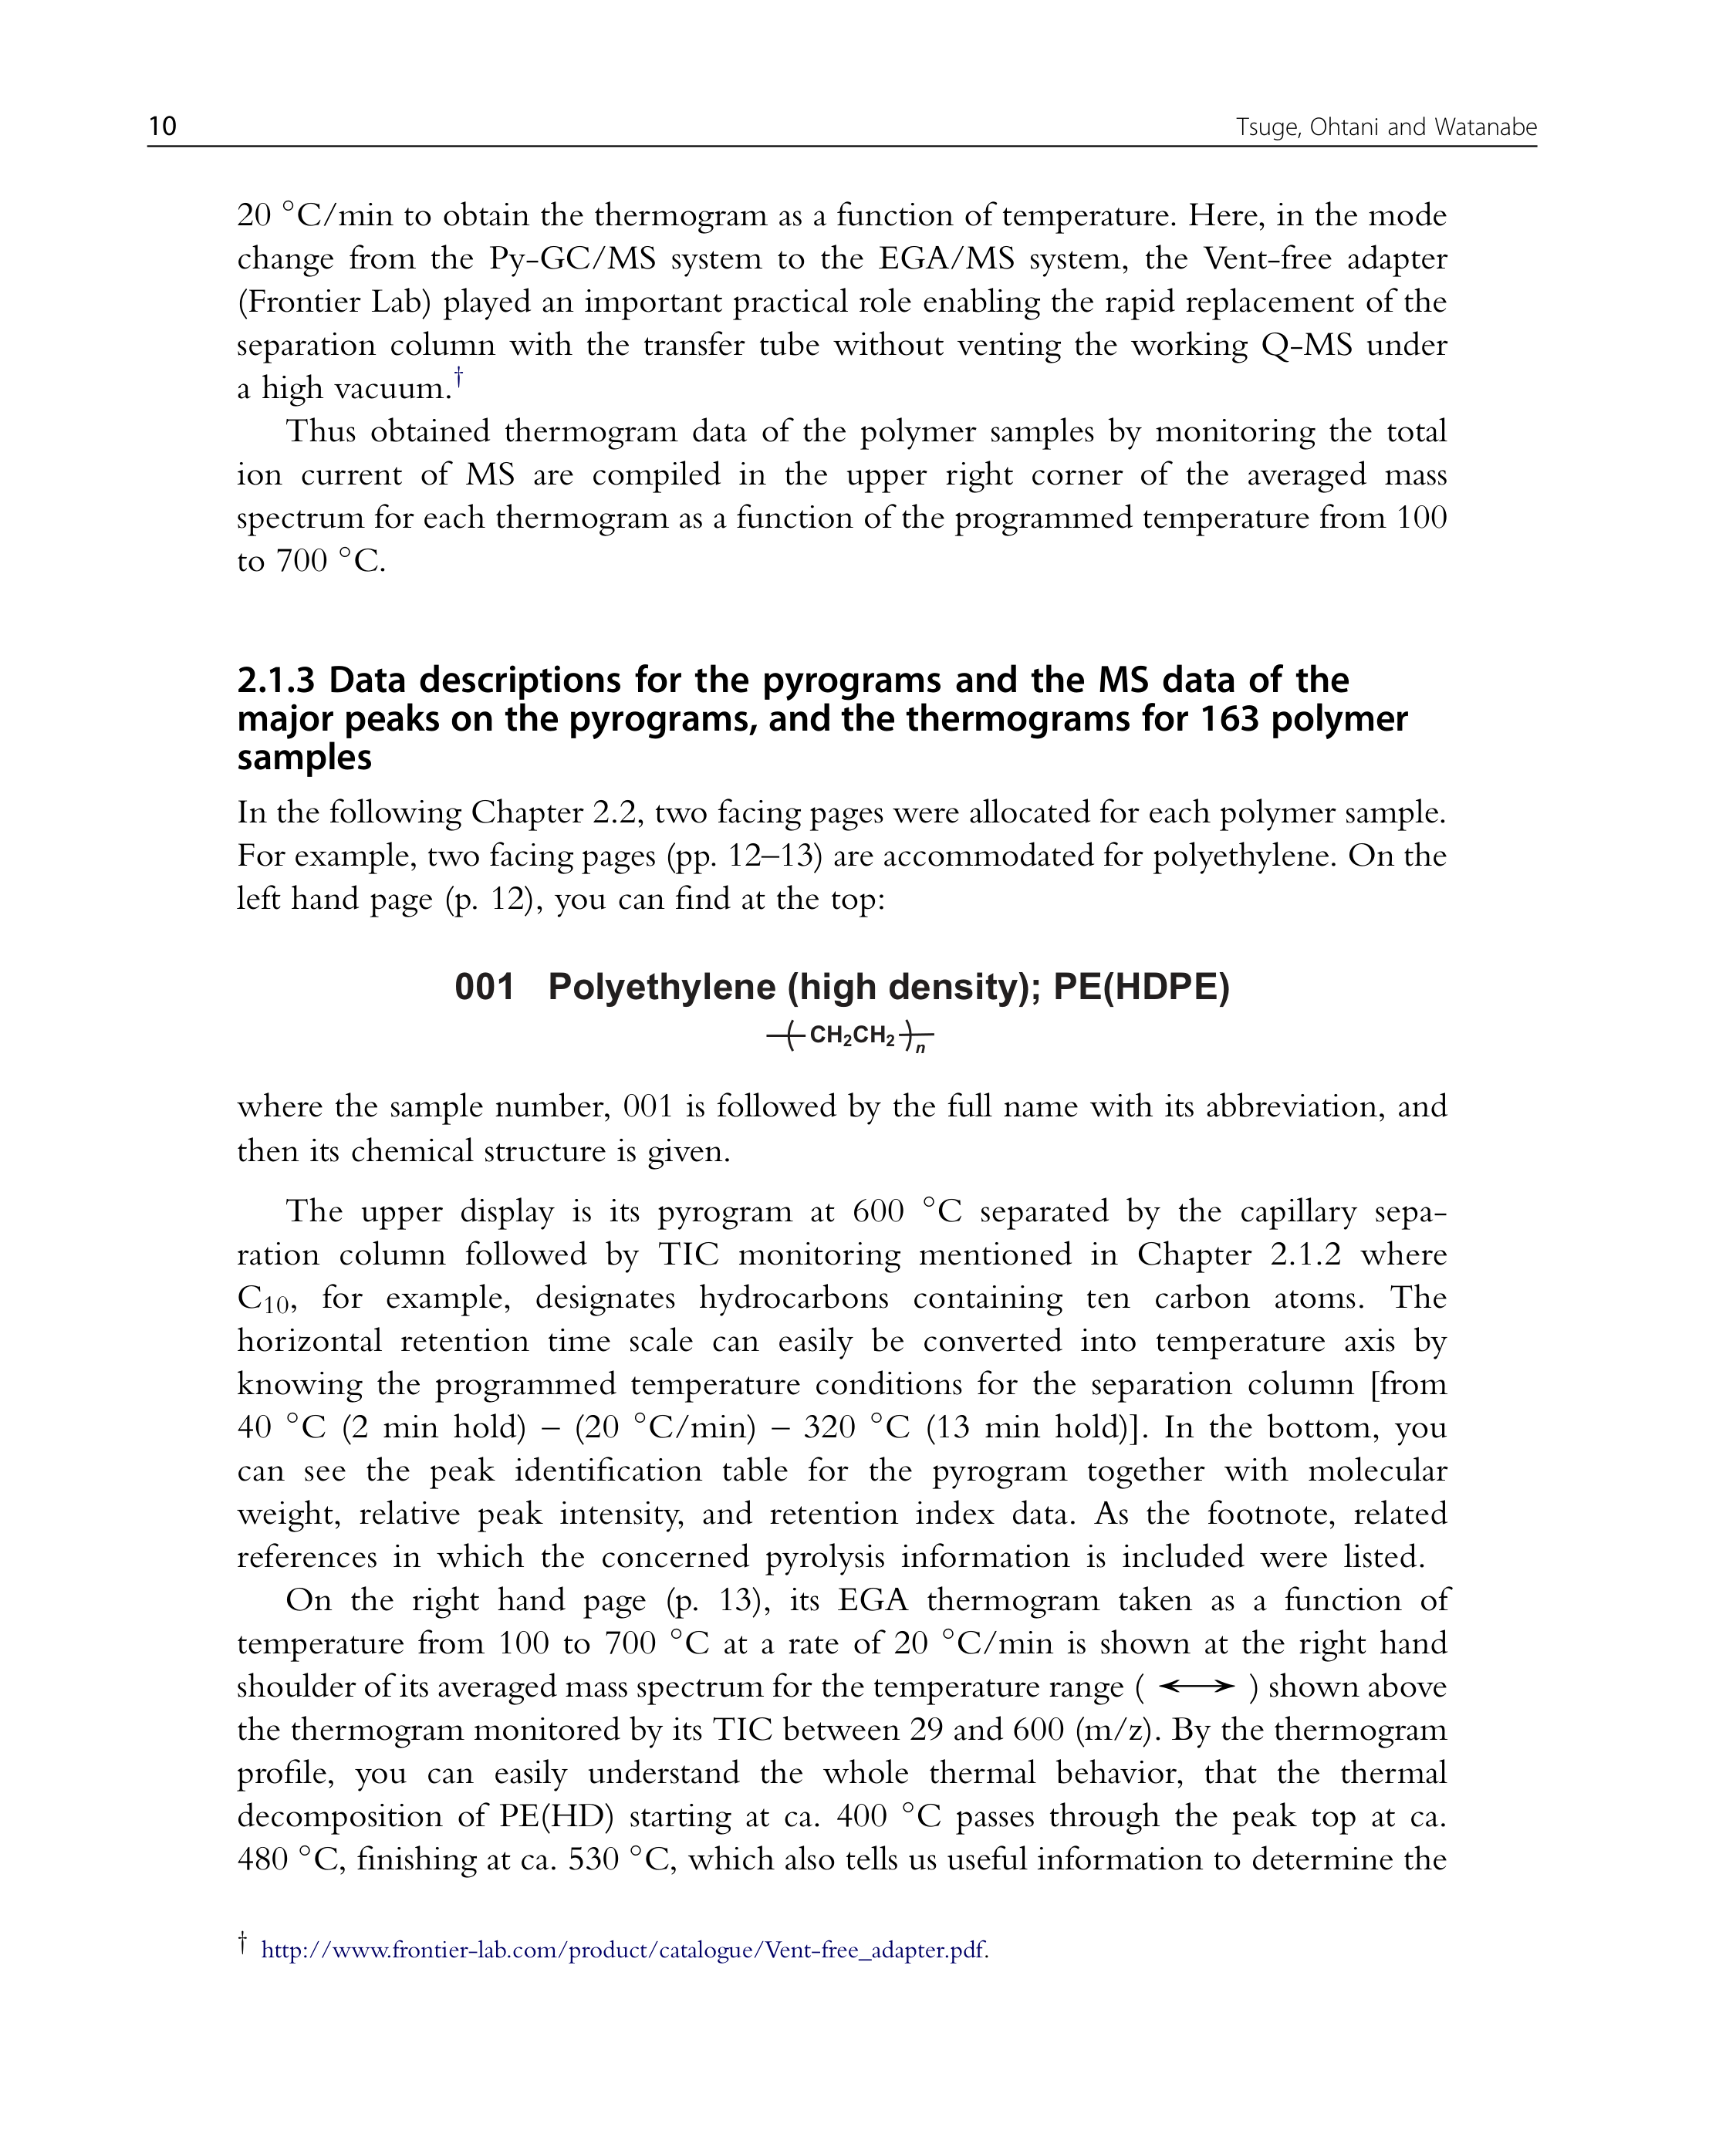 10
Tsuge, Ohtani and Watanabe
20 °C/min to obtain the thermogram as a function of temperature. Here, in the mode
change from the Py-GC/MS system to the EGA/MS system, the Vent-free adapter
(Frontier Lab) played an important practical role enabling the rapid replacement of the
separation column with the transfer tube without venting the working Q-MS under
a high vacuum.†
Thus obtained thermogram data of the polymer samples by monitoring the total
ion current of MS are compiled in the upper right corner of the averaged mass
spectrum for each thermogram as a function of the programmed temperature from 100
to 700 °C.
2.1.3 Data descriptions for the pyrograms and the MS data of the
major peaks on the pyrograms, and the thermograms for 163 polymer
samples
In the following Chapter 2.2, two facing pages were allocated for each polymer sample.
For example, two facing pages (pp. 12–13) are accommodated for polyethylene. On the
left hand page (p. 12), you can find at the top:
001 Polyethylene (high density); PE(HDPE)
—(CH₂CH₂)—n
where the sample number, 001 is followed by the full name with its abbreviation, and
then its chemical structure is given.
The upper display is its pyrogram at 600 °C separated by the capillary sepa-
ration column followed by TIC monitoring mentioned in Chapter 2.1.2 where
C₁₀, for example, designates hydrocarbons containing ten carbon atoms. The
horizontal retention time scale can easily be converted into temperature axis by
knowing the programmed temperature conditions for the separation column [from
40 °C (2 min hold) – (20 °C/min) – 320 °C (13 min hold)]. In the bottom, you
can see the peak identification table for the pyrogram together with molecular
weight, relative peak intensity, and retention index data. As the footnote, related
references in which the concerned pyrolysis information is included were listed.
On the right hand page (p. 13), its EGA thermogram taken as a function of
temperature from 100 to 700 °C at a rate of 20 °C/min is shown at the right hand
shoulder of its averaged mass spectrum for the temperature range ( ⟷ ) shown above
the thermogram monitored by its TIC between 29 and 600 (m/z). By the thermogram
profile, you can easily understand the whole thermal behavior, that the thermal
decomposition of PE(HD) starting at ca. 400 °C passes through the peak top at ca.
480 °C, finishing at ca. 530 °C, which also tells us useful information to determine the
† http://www.frontier-lab.com/product/catalogue/Vent-free_adapter.pdf.